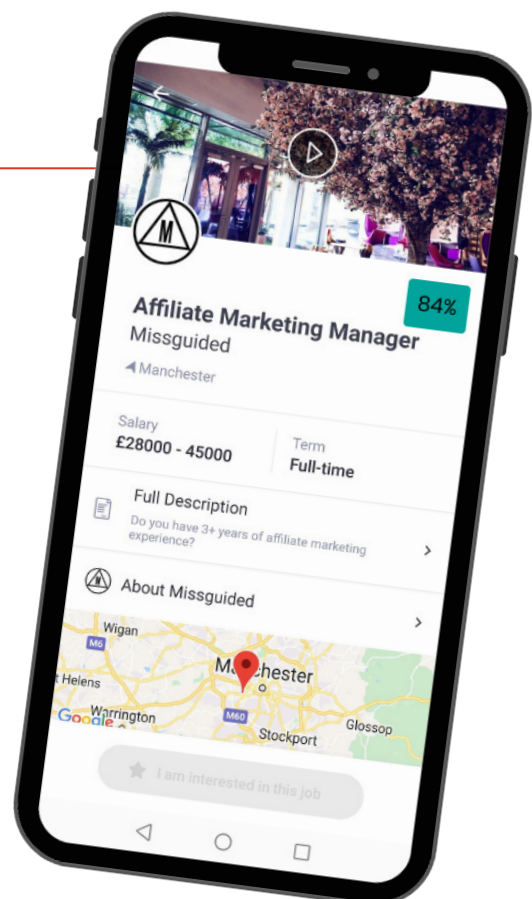 M
84%
Affiliate Marketing Manager
Missguided
Manchester
Salary
£28000 - 45000
Term
Full-time
Full Description
Do you have 3+ years of affiliate marketing
experience?
About Missguided
Wigan
M6
t Helens
Warrington
Google
M60
Stockport
Glossop
I am interested in this job